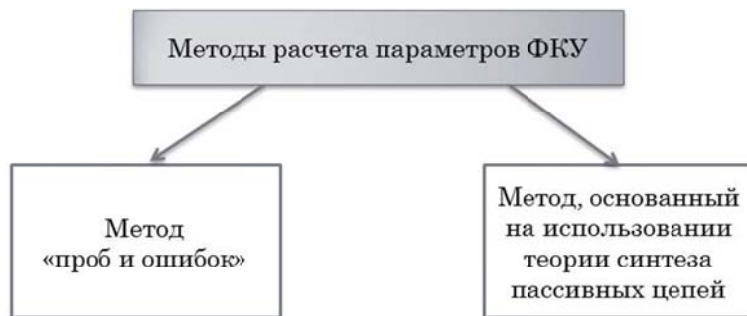 Методы расчета параметров ФКУ
Метод
«проб и ошибок»
Метод, основанный
на использовании
теории синтеза
пассивных цепей